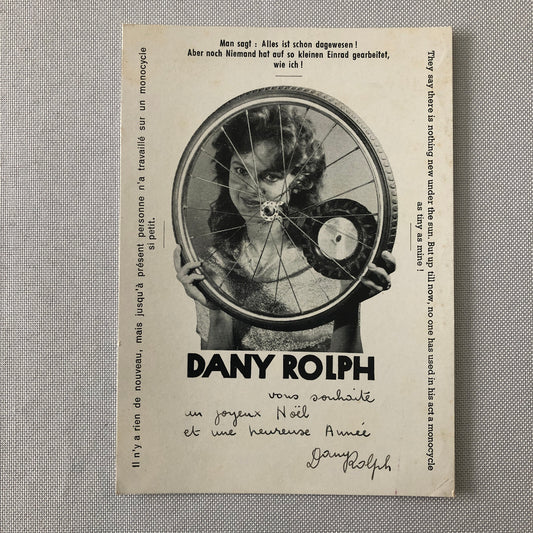 Man sagt : Alles ist schon dagewesen !
Aber noch Niemand hat auf so kleinen Einrad gearbeitet,
wie ich !
Il n'y a rien de nouveau, mais jusqu'à présent personne n'a travaillé sur un monocycle
si petit.
They say there is nothing new under the sun. But up till now, no one has used in his act a monocycle
as tiny as mine !
DANY ROLPH
vous souhaite
un joyeux Noël
et une heureuse Année
Dany Rolph